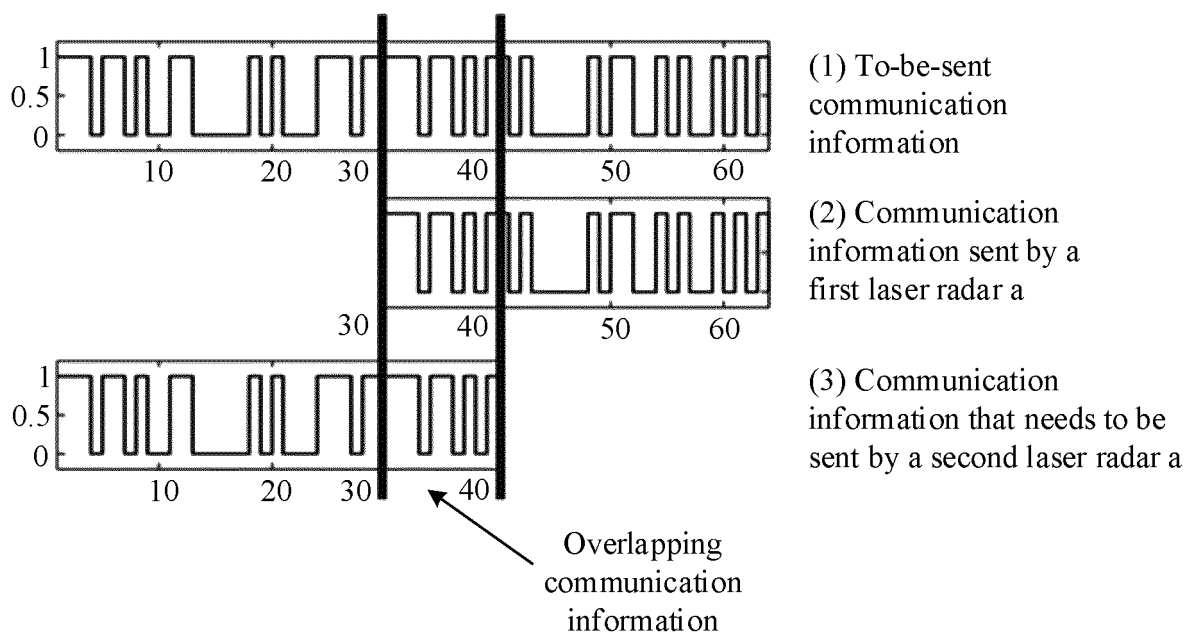 1
0.5
0
10 20 30 40 50 60
(1) To-be-sent
communication
information
30 40 50 60
(2) Communication
information sent by a
first laser radar a
1
0.5
0
10 20 30 40
(3) Communication
information that needs to be
sent by a second laser radar a
Overlapping
communication
information